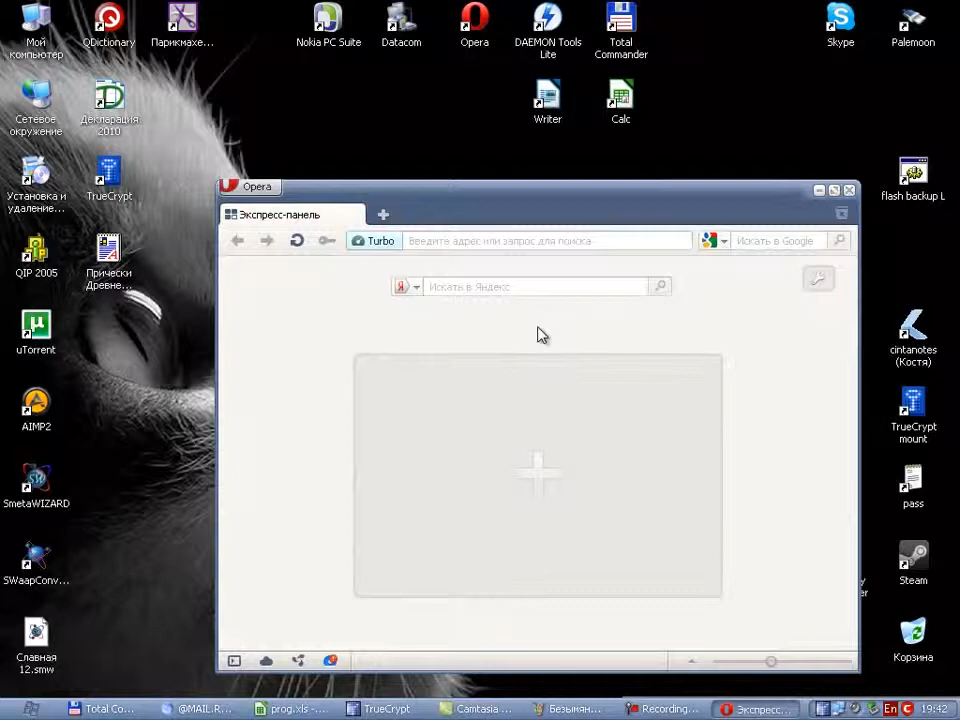 Мой
компьютер
QDictionary
Парикмахе...
Nokia PC Suite
Datacom
Opera
DAEMON Tools
Lite
Total
Commander
Skype
Palemoon
Сетевое
окружение
Декларация
2010
Writer
Calc
Установка и
удаление...
TrueCrypt
flash backup L
QIP 2005
Прически
Древне...
uTorrent
cintanotes
(Костя)
AIMP2
TrueCrypt
mount
SmetaWIZARD
pass
SWaapConv...
Steam
Славная
12.smw
Корзина
Opera
Экспресс-панель
Turbo
Введите адрес или запрос для поиска
Искать в Google
Я
Искать в Яндекс
Total Co...
@MAIL.R...
prog.xls -...
TrueCrypt
Camtasia ...
Безымян...
Recording...
Экспресс...
En
19:42